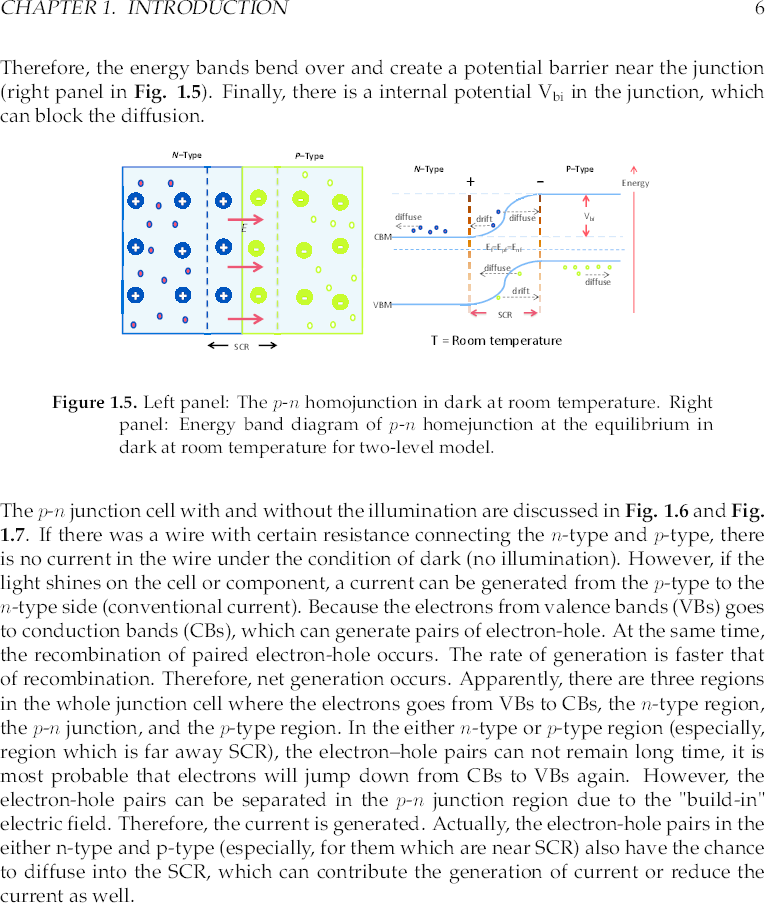 CHAPTER 1. INTRODUCTION 6
Therefore, the energy bands bend over and create a potential barrier near the junction
(right panel in Fig. 1.5). Finally, there is a internal potential Vbi in the junction, which
can block the diffusion.
N–Type P–Type
E
SCR
N–Type P–Type
+ –
Energy
diffuse drift diffuse Vbi
CBM
diffuse
diffuse
drift
VBM
SCR
T = Room temperature
Figure 1.5. Left panel: The p-n homojunction in dark at room temperature. Right
panel: Energy band diagram of p-n homejunction at the equilibrium in
dark at room temperature for two-level model.
The p-n junction cell with and without the illumination are discussed in Fig. 1.6 and Fig.
1.7. If there was a wire with certain resistance connecting the n-type and p-type, there
is no current in the wire under the condition of dark (no illumination). However, if the
light shines on the cell or component, a current can be generated from the p-type to the
n-type side (conventional current). Because the electrons from valence bands (VBs) goes
to conduction bands (CBs), which can generate pairs of electron-hole. At the same time,
the recombination of paired electron-hole occurs. The rate of generation is faster that
of recombination. Therefore, net generation occurs. Apparently, there are three regions
in the whole junction cell where the electrons goes from VBs to CBs, the n-type region,
the p-n junction, and the p-type region. In the either n-type or p-type region (especially,
region which is far away SCR), the electron–hole pairs can not remain long time, it is
most probable that electrons will jump down from CBs to VBs again. However, the
electron-hole pairs can be separated in the p-n junction region due to the "build-in"
electric field. Therefore, the current is generated. Actually, the electron-hole pairs in the
either n-type and p-type (especially, for them which are near SCR) also have the chance
to diffuse into the SCR, which can contribute the generation of current or reduce the
current as well.